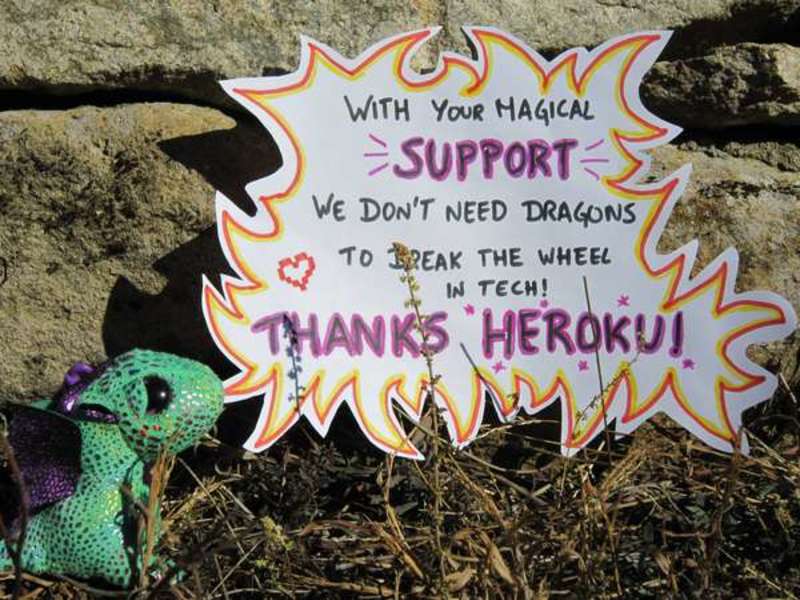 WITH YOUR MAGICAL
SUPPORT
WE DON'T NEED DRAGONS
TO BREAK THE WHEEL
IN TECH!
THANKS HEROKU!